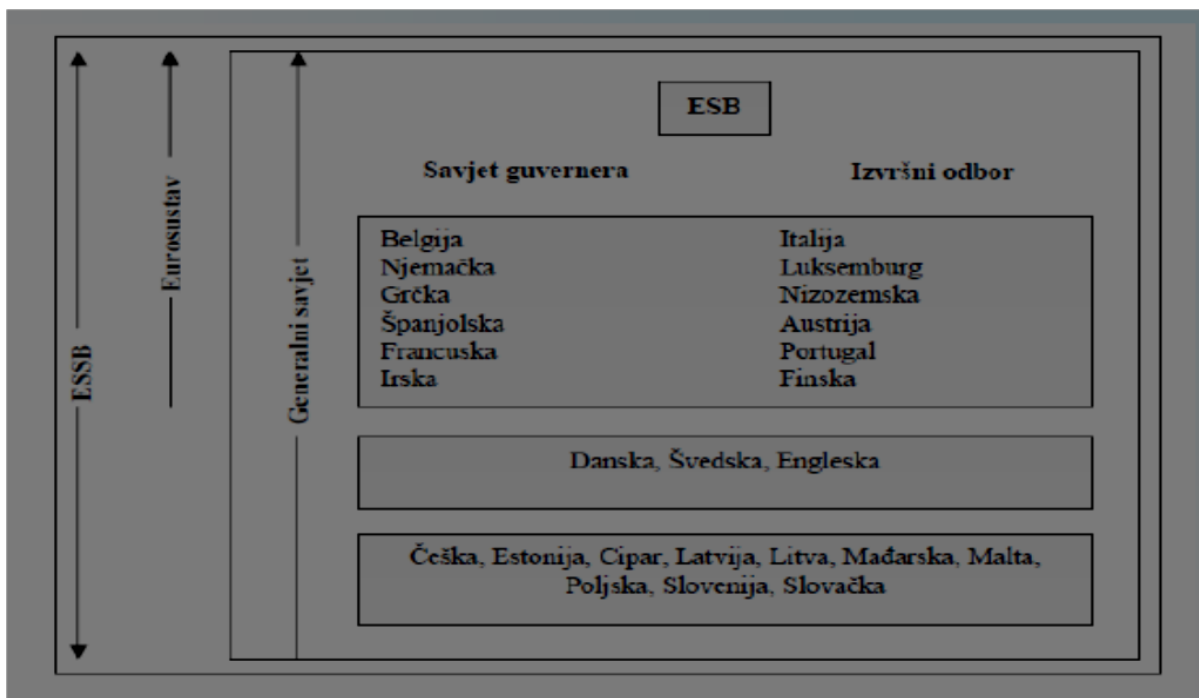 ESSB
Eurosustav
Generalni savjet
ESB
Savjet guvernera
Izvršni odbor
Belgija
Njemačka
Grčka
Španjolska
Francuska
Irska
Italija
Luksemburg
Nizozemska
Austrija
Portugal
Finska
Danska, Švedska, Engleska
Češka, Estonija, Cipar, Latvija, Litva, Mađarska, Malta,
Poljska, Slovenija, Slovačka